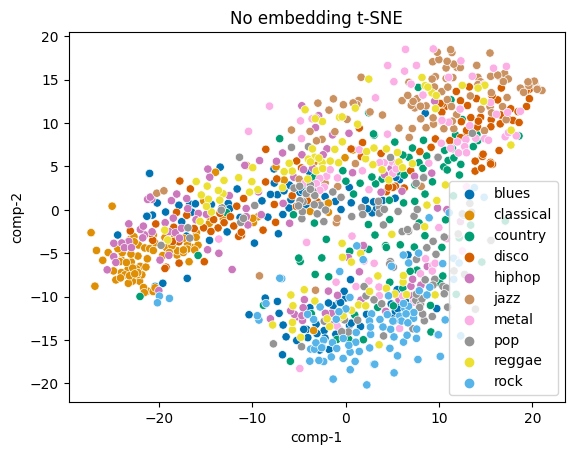 No embedding t-SNE
20
15
10
5
0
−5
−10
−15
−20
comp-2
blues
classical
country
disco
hiphop
jazz
metal
pop
reggae
rock
−20
−10
0
10
20
comp-1